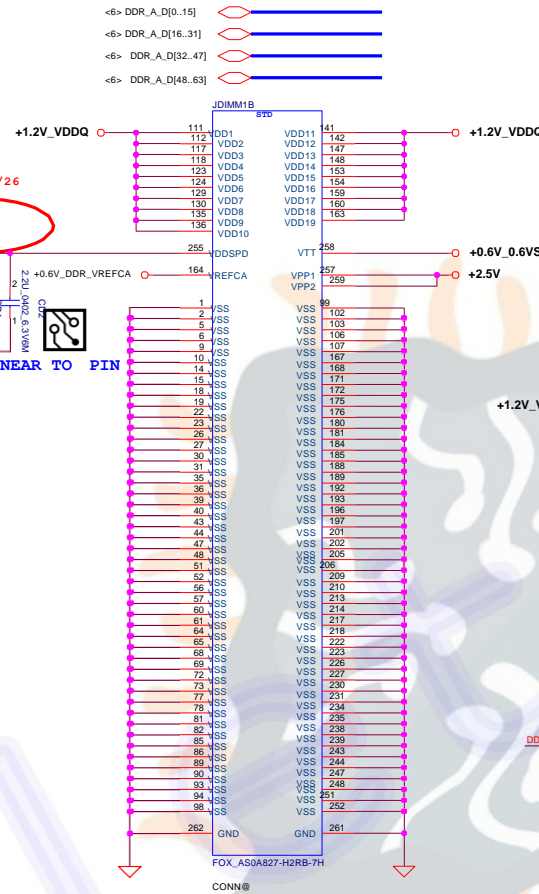 <6> DDR_A_D[0..15]
<6> DDR_A_D[16..31]
<6> DDR_A_D[32..47]
<6> DDR_A_D[48..63]
JDIMM1B
STD
+1.2V_VDDQ 111 VDD1 VDD11 141 +1.2V_VDDQ
112 VDD2 VDD12 142
117 VDD3 VDD13 147
118 VDD4 VDD14 148
123 VDD5 VDD15 153
124 VDD6 VDD16 154
129 VDD7 VDD17 159
130 VDD8 VDD18 160
135 VDD9 VDD19 163
136 VDD10
/26
255 VDDSPD VTT 258 +0.6V_0.6VS
+0.6V_DDR_VREFCA 164 VREFCA VPP1 257 +2.5V
VPP2 259
2
2.2U_0402_6.3V6M
CD2
1
NEAR TO PIN
1 VSS VSS 99
2 VSS VSS 102
5 VSS VSS 103
6 VSS VSS 106
9 VSS VSS 107
10 VSS VSS 167
14 VSS VSS 168
15 VSS VSS 171
18 VSS VSS 172
19 VSS VSS 175
22 VSS VSS 176
23 VSS VSS 180
26 VSS VSS 181
27 VSS VSS 184
30 VSS VSS 185
31 VSS VSS 188
35 VSS VSS 189
36 VSS VSS 192
39 VSS VSS 193
40 VSS VSS 196
43 VSS VSS 197
44 VSS VSS 201
47 VSS VSS 202
48 VSS VSS 205
51 VSS VSS 206
52 VSS VSS 209
56 VSS VSS 210
57 VSS VSS 213
60 VSS VSS 214
61 VSS VSS 217
64 VSS VSS 218
65 VSS VSS 222
68 VSS VSS 223
69 VSS VSS 226
72 VSS VSS 227
73 VSS VSS 230
77 VSS VSS 231
78 VSS VSS 234
81 VSS VSS 235
82 VSS VSS 238
85 VSS VSS 239
86 VSS VSS 243
89 VSS VSS 244
90 VSS VSS 247
93 VSS VSS 248
94 VSS VSS 251
98 VSS VSS 252
262 GND GND 261
+1.2V_V
DD
FOX_AS0A827-H2RB-7H
CONN@